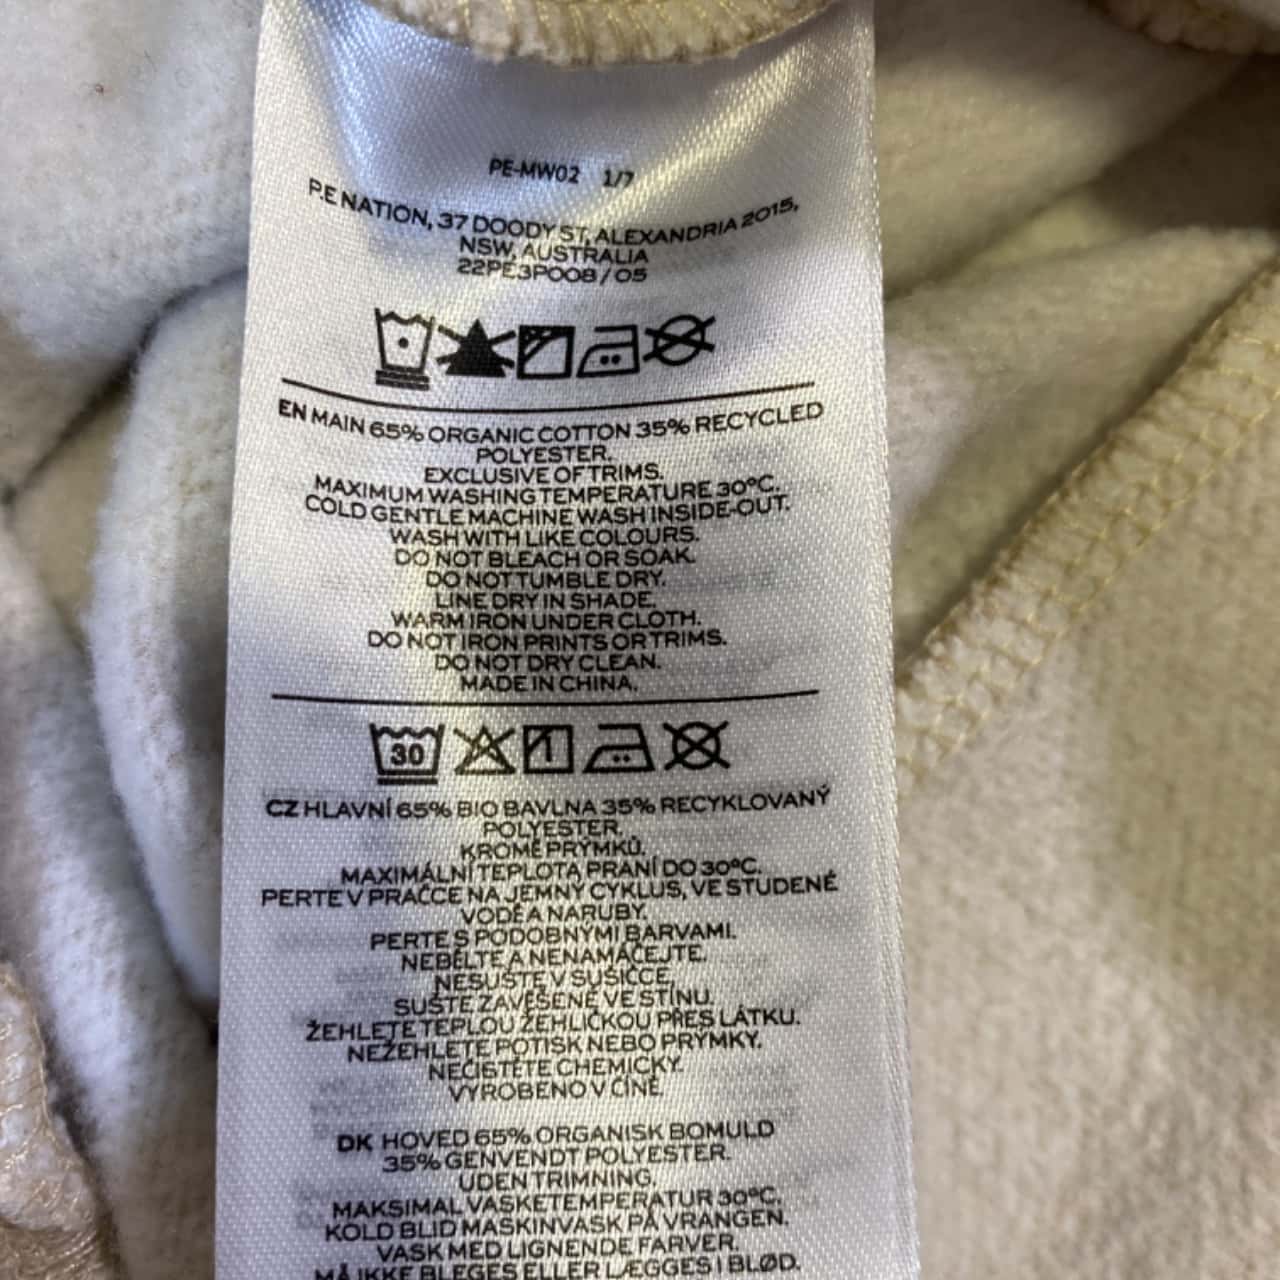 PE-MW02 1/7
P.E NATION, 37 DOODY ST, ALEXANDRIA 2015,
NSW, AUSTRALIA
22PE3P008/05
EN MAIN 65% ORGANIC COTTON 35% RECYCLED
POLYESTER.
EXCLUSIVE OF TRIMS.
MAXIMUM WASHING TEMPERATURE 30°C.
COLD GENTLE MACHINE WASH INSIDE-OUT.
WASH WITH LIKE COLOURS.
DO NOT BLEACH OR SOAK.
DO NOT TUMBLE DRY.
LINE DRY IN SHADE.
WARM IRON UNDER CLOTH.
DO NOT IRON PRINTS OR TRIMS.
DO NOT DRY CLEAN.
MADE IN CHINA.
30
CZ HLAVNÍ 65% BIO BAVLNA 35% RECYKLOVANÝ
POLYESTER.
KROMĚ PRÝMKŮ.
MAXIMÁLNÍ TEPLOTA PRANÍ DO 30°C.
PERTE V PRAČCE NA JEMNÝ CYKLUS, VE STUDENÉ
VODĚ A NARUBY.
PERTE S PODOBNÝMI BARVAMI.
NEBĚLTE A NENAMÁČEJTE.
NESUŠTE V SUŠIČCE.
SUŠTE ZAVĚŠENÉ VE STÍNU.
ŽEHLETE TEPLOU ŽEHLIČKOU PŘES LÁTKU.
NEŽEHLETE POTISK NEBO PRÝMKY.
NEČISTĚTE CHEMICKY.
VYROBENO V ČÍNĚ.
DK HOVED 65% ORGANISK BOMULD
35% GENVENDT POLYESTER.
UDEN TRIMNING.
MAKSIMAL VASKETEMPERATUR 30°C.
KOLD BLID MASKINVASK PÅ VRANGEN.
VASK MED LIGNENDE FARVER.
MÅ IKKE BLEGES ELLER LÆGGES I BLØD.